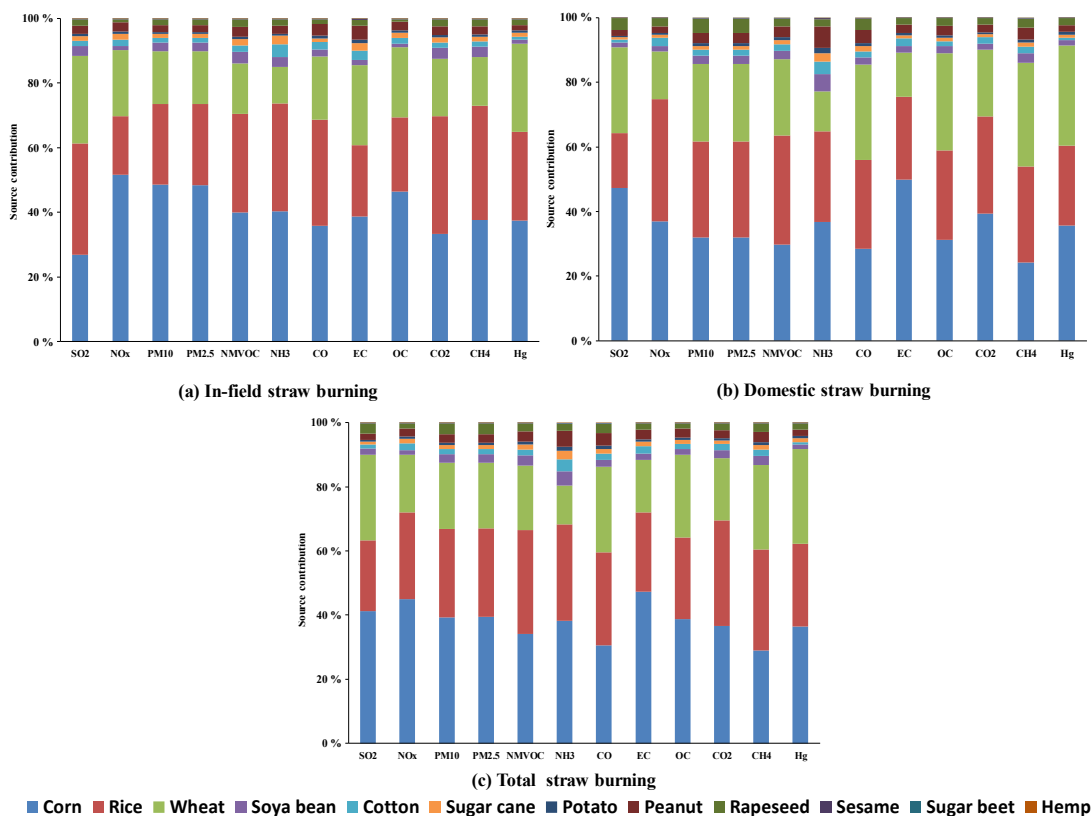 100 %
80 %
60 %
40 %
20 %
0 %
Source contribution
SO2 NOx PM10 PM2.5 NMVOC NH3 CO EC OC CO2 CH4 Hg
(a) In-field straw burning
100 %
80 %
60 %
40 %
20 %
0 %
Source contribution
SO2 NOx PM10 PM2.5 NMVOC NH3 CO EC OC CO2 CH4 Hg
(b) Domestic straw burning
100 %
80 %
60 %
40 %
20 %
0 %
Source contribution
SO2 NOx PM10 PM2.5 NMVOC NH3 CO EC OC CO2 CH4 Hg
(c) Total straw burning
Corn Rice Wheat Soya bean Cotton Sugar cane Potato Peanut Rapeseed Sesame Sugar beet Hemp